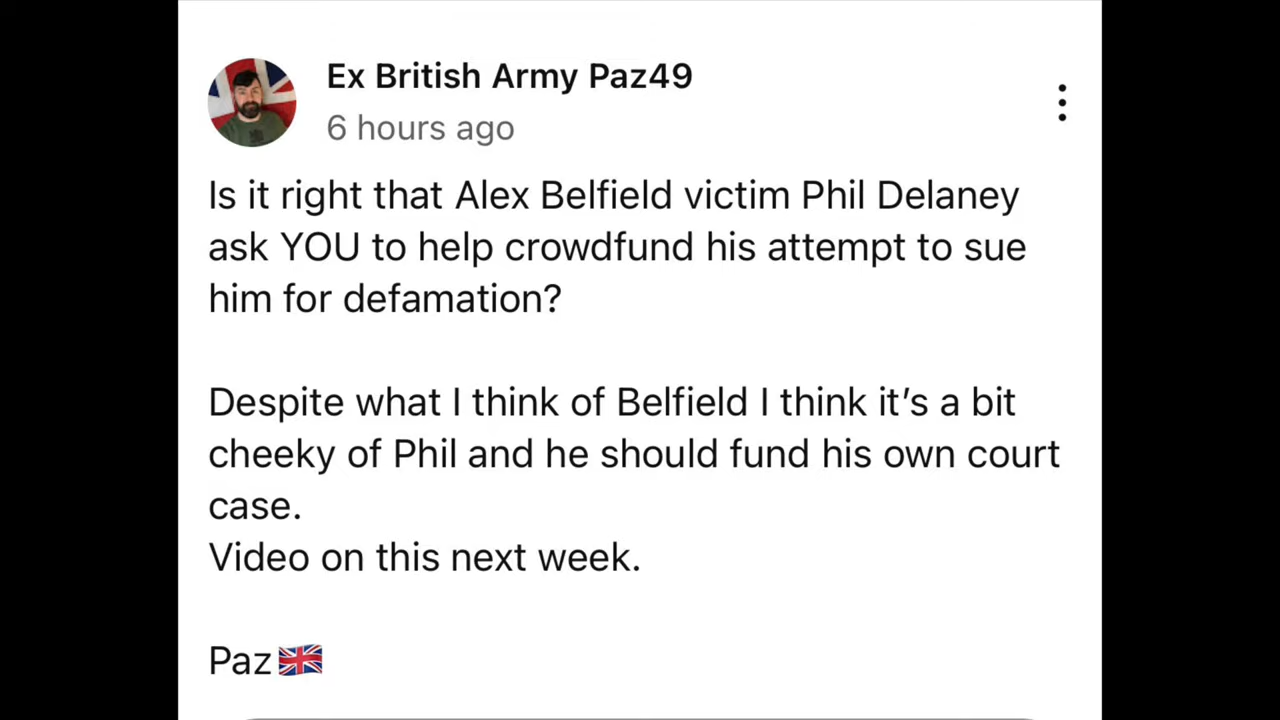 Ex British Army Paz49
6 hours ago
Is it right that Alex Belfield victim Phil Delaney
ask YOU to help crowdfund his attempt to sue
him for defamation?
Despite what I think of Belfield I think it’s a bit
cheeky of Phil and he should fund his own court
case.
Video on this next week.
Paz🇬🇧